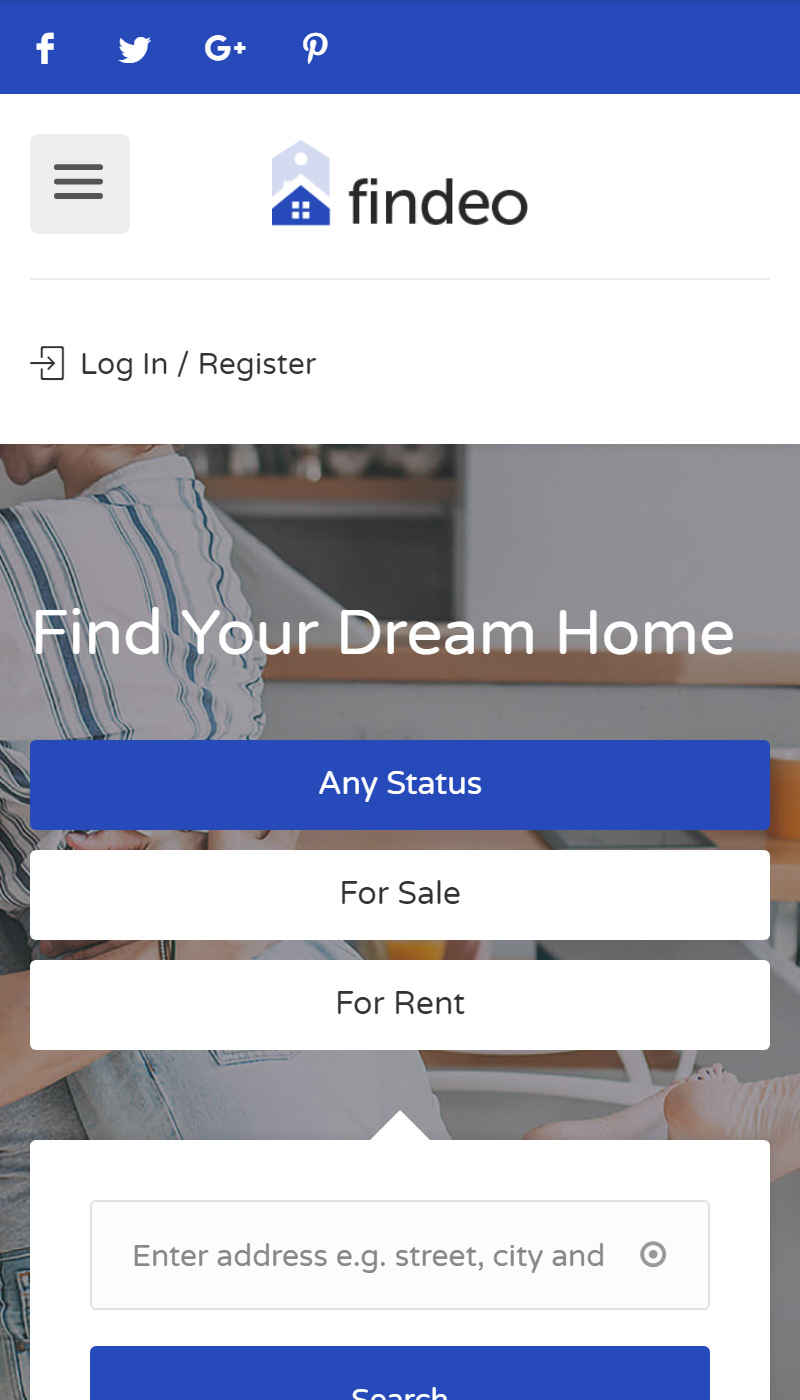 findeo
Log In / Register
Find Your Dream Home
Any Status
For Sale
For Rent
Enter address e.g. street, city and
Search